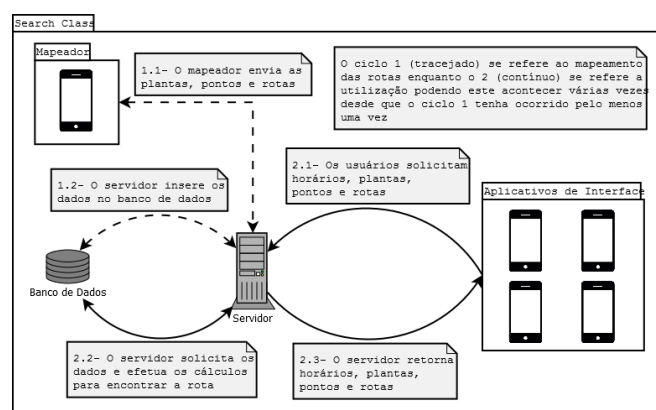 Search Class
Mapeador
1.1- O mapeador envia as
plantas, pontos e rotas
O ciclo 1 (tracejado) se refere ao mapeamento
das rotas enquanto o 2 (contínuo) se refere a
utilização podendo este acontecer várias vezes
desde que o ciclo 1 tenha ocorrido pelo menos
uma vez
1.2- O servidor insere os
dados no banco de dados
2.1- Os usuários solicitam
horários, plantas,
pontos e rotas
Aplicativos de Interface
Banco de Dados
Servidor
2.2- O servidor solicita os
dados e efetua os cálculos
para encontrar a rota
2.3- O servidor retorna
horários, plantas,
pontos e rotas